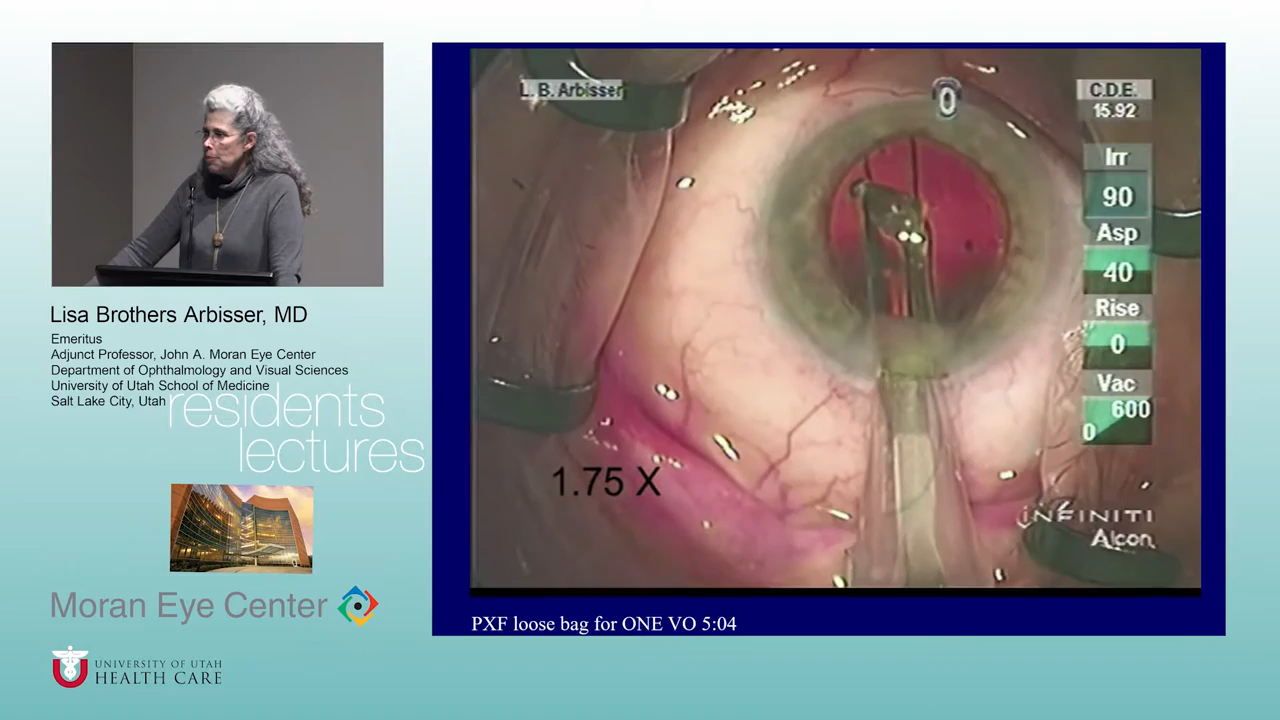 L. B. Arbisser
0
C.D.E.
15.92
Irr
90
Asp
40
Rise
0
Vac
600
0
1.75 X
INFINITI
Alcon
PXF loose bag for ONE VO 5:04
Lisa Brothers Arbisser, MD
Emeritus
Adjunct Professor, John A. Moran Eye Center
Department of Ophthalmology and Visual Sciences
University of Utah School of Medicine
Salt Lake City, Utah
residents
lectures
Moran Eye Center
U
UNIVERSITY OF UTAH
HEALTH CARE